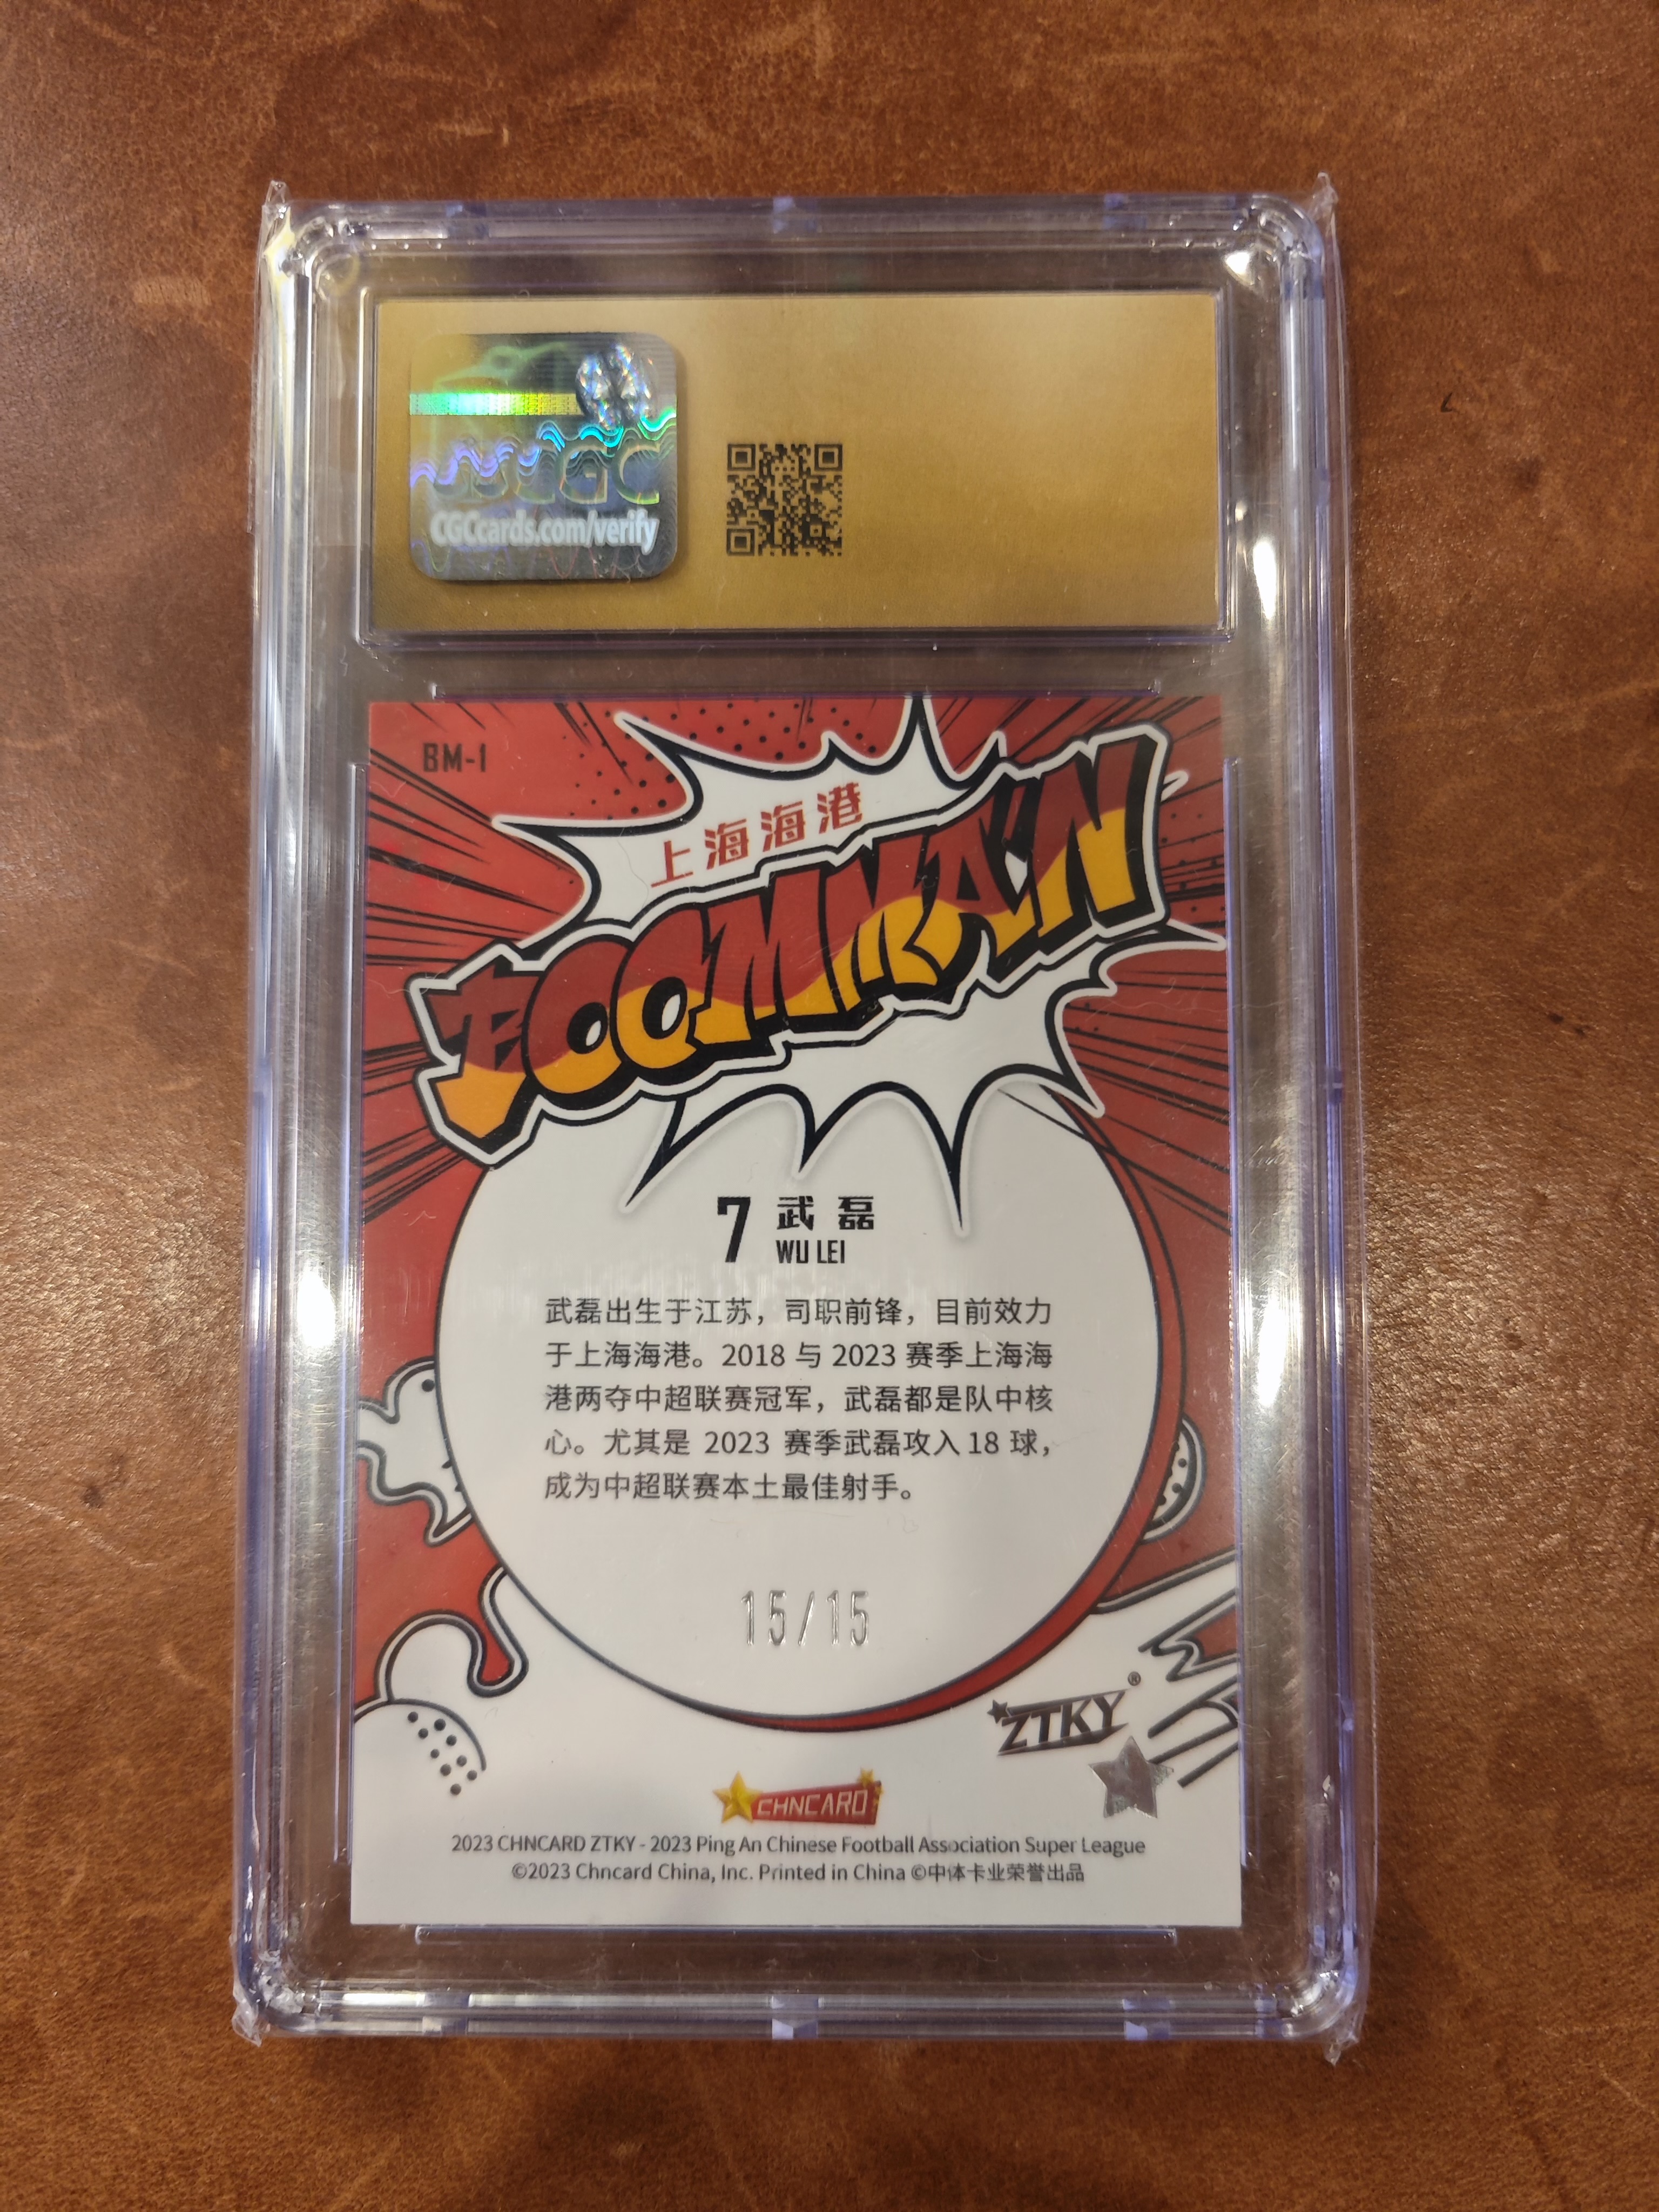 CGC
CGCcards.com/verify
BM-1
上海海港
BOOMMAN
7 武磊
WU LEI
武磊出生于江苏，司职前锋，目前效力
于上海海港。2018 与 2023 赛季上海海
港两夺中超联赛冠军，武磊都是队中核
心。尤其是 2023 赛季武磊攻入 18 球，
成为中超联赛本土最佳射手。
15/15
ZTKY®
CHNCARD
2023 CHNCARD ZTKY - 2023 Ping An Chinese Football Association Super League
©2023 Chncard China, Inc. Printed in China ©中体卡业荣誉出品